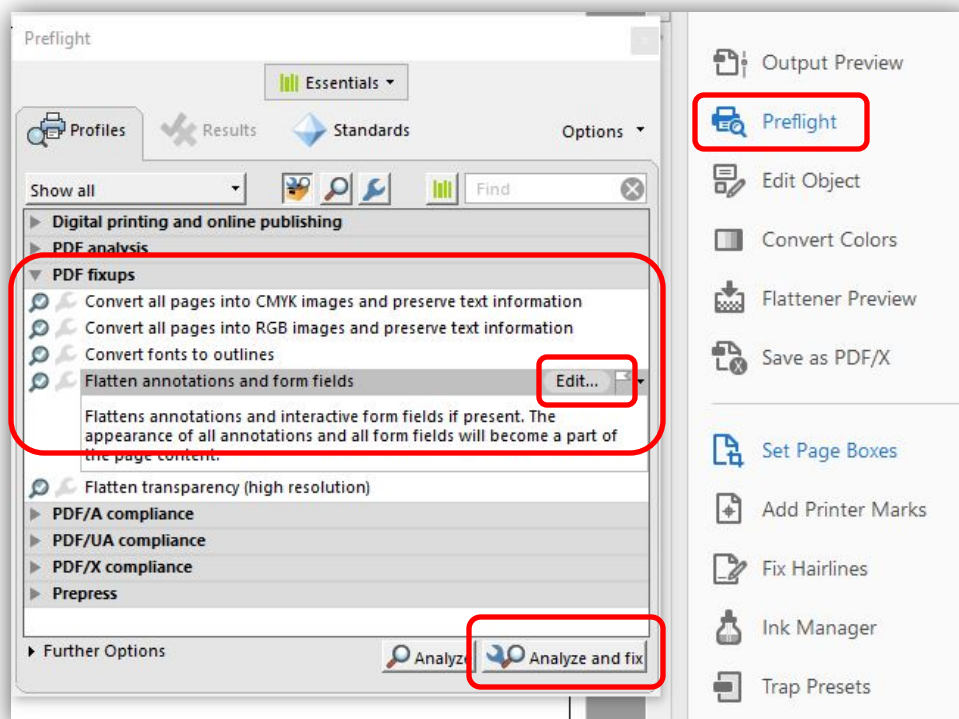 Preflight
Essentials
Profiles
Results
Standards
Options
Show all
Find
Digital printing and online publishing
PDF analysis
PDF fixups
Convert all pages into CMYK images and preserve text information
Convert all pages into RGB images and preserve text information
Convert fonts to outlines
Flatten annotations and form fields
Edit...
Flattens annotations and interactive form fields if present. The
appearance of all annotations and all form fields will become a part of
the page content.
Flatten transparency (high resolution)
PDF/A compliance
PDF/UA compliance
PDF/X compliance
Prepress
Further Options
Analyze
Analyze and fix
Output Preview
Preflight
Edit Object
Convert Colors
Flattener Preview
Save as PDF/X
Set Page Boxes
Add Printer Marks
Fix Hairlines
Ink Manager
Trap Presets